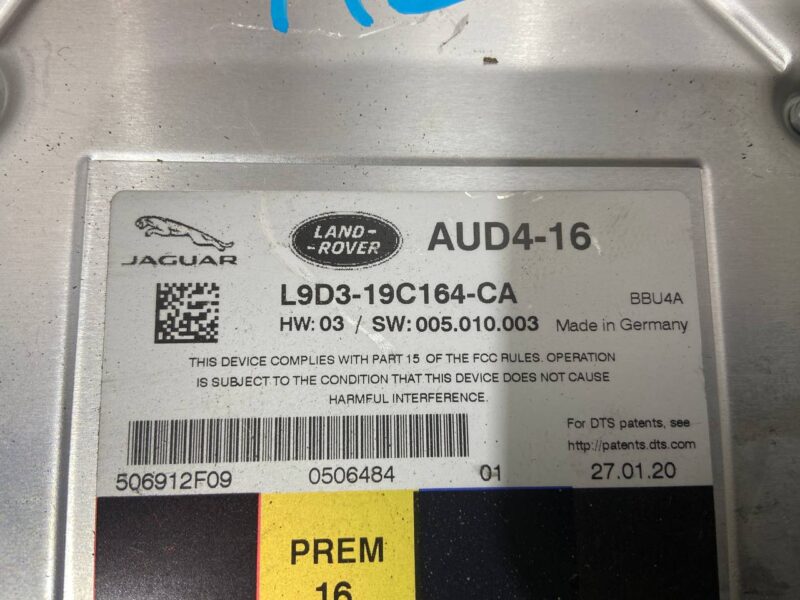 JAGUAR
LAND-
-ROVER
AUD4-16
L9D3-19C164-CA
BBU4A
HW: 03 / SW: 005.010.003 Made in Germany
THIS DEVICE COMPLIES WITH PART 15 OF THE FCC RULES. OPERATION
IS SUBJECT TO THE CONDITION THAT THIS DEVICE DOES NOT CAUSE
HARMFUL INTERFERENCE.
For DTS patents, see
http://patents.dts.com
506912F09 0506484 01 27.01.20
PREM
16